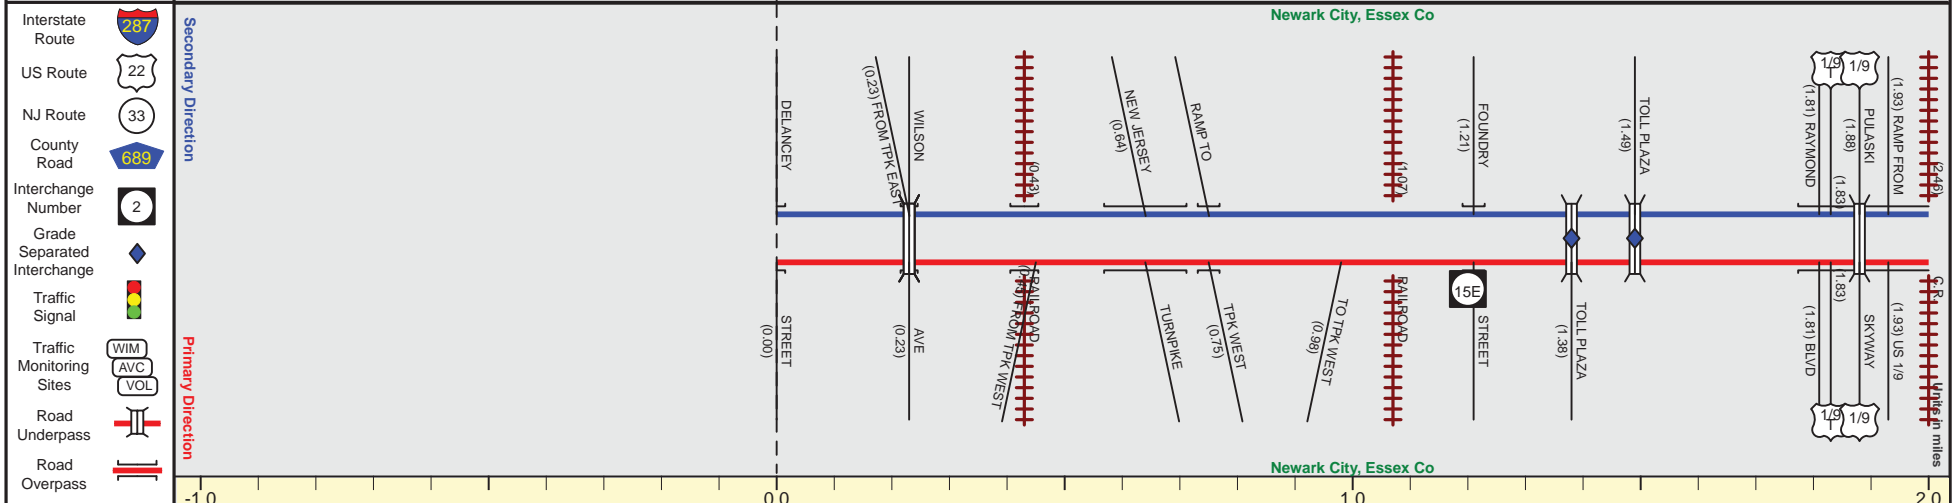 Interstate
Route
287
US Route
22
NJ Route
33
County
Road
689
Interchange
Number
2
Grade
Separated
Interchange
Traffic
Signal
Traffic
Monitoring
Sites
WIM
AVC
VOL
Road
Underpass
Road
Overpass
Secondary Direction
Primary Direction
Newark City, Essex Co
DELANCEY
(0.23) FROM TPK EAST
WILSON
(0.43)
NEW JERSEY
(0.64)
RAMP TO
(1.07)
FOUNDRY
(1.21)
TOLL PLAZA
(1.49)
1/9
T
1/9
(1.81) RAYMOND
(1.83)
PULASKI
(1.88)
(1.93) RAMP FROM
(2.46)
STREET
(0.00)
AVE
(0.23)
RAILROAD
(0.45) FROM TPK WEST
TURNPIKE
TPK WEST
(0.75)
TO TPK WEST
(0.98)
RAILROAD
15E
STREET
TOLL PLAZA
(1.38)
(1.81) BLVD
(1.83)
SKYWAY
(1.93) US 1/9
C.R.
1/9
T
1/9
Units in miles
Newark City, Essex Co
-1.0
0.0
1.0
2.0